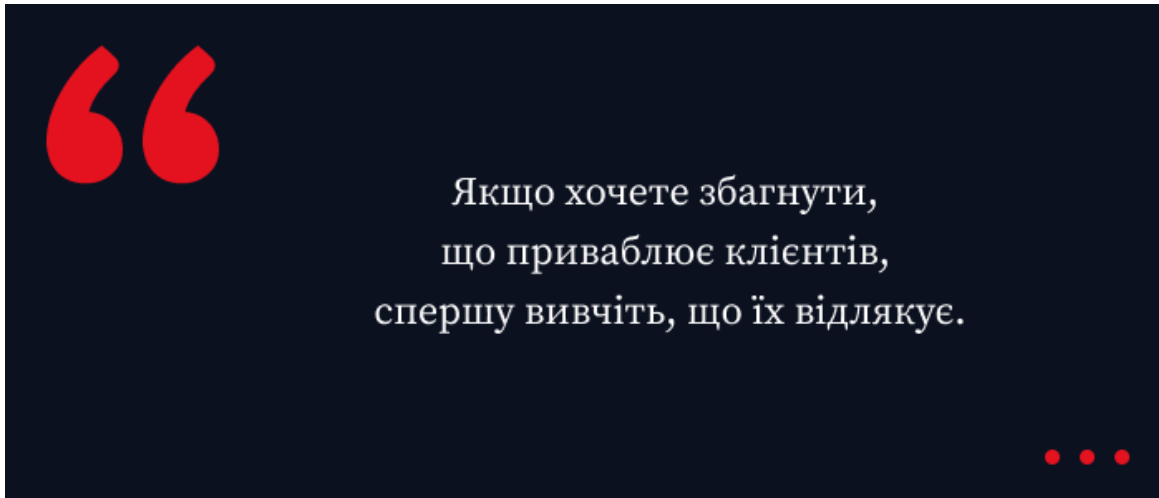 “
Якщо хочете збагнути,
що приваблює клієнтів,
спершу вивчіть, що їх відлякує.